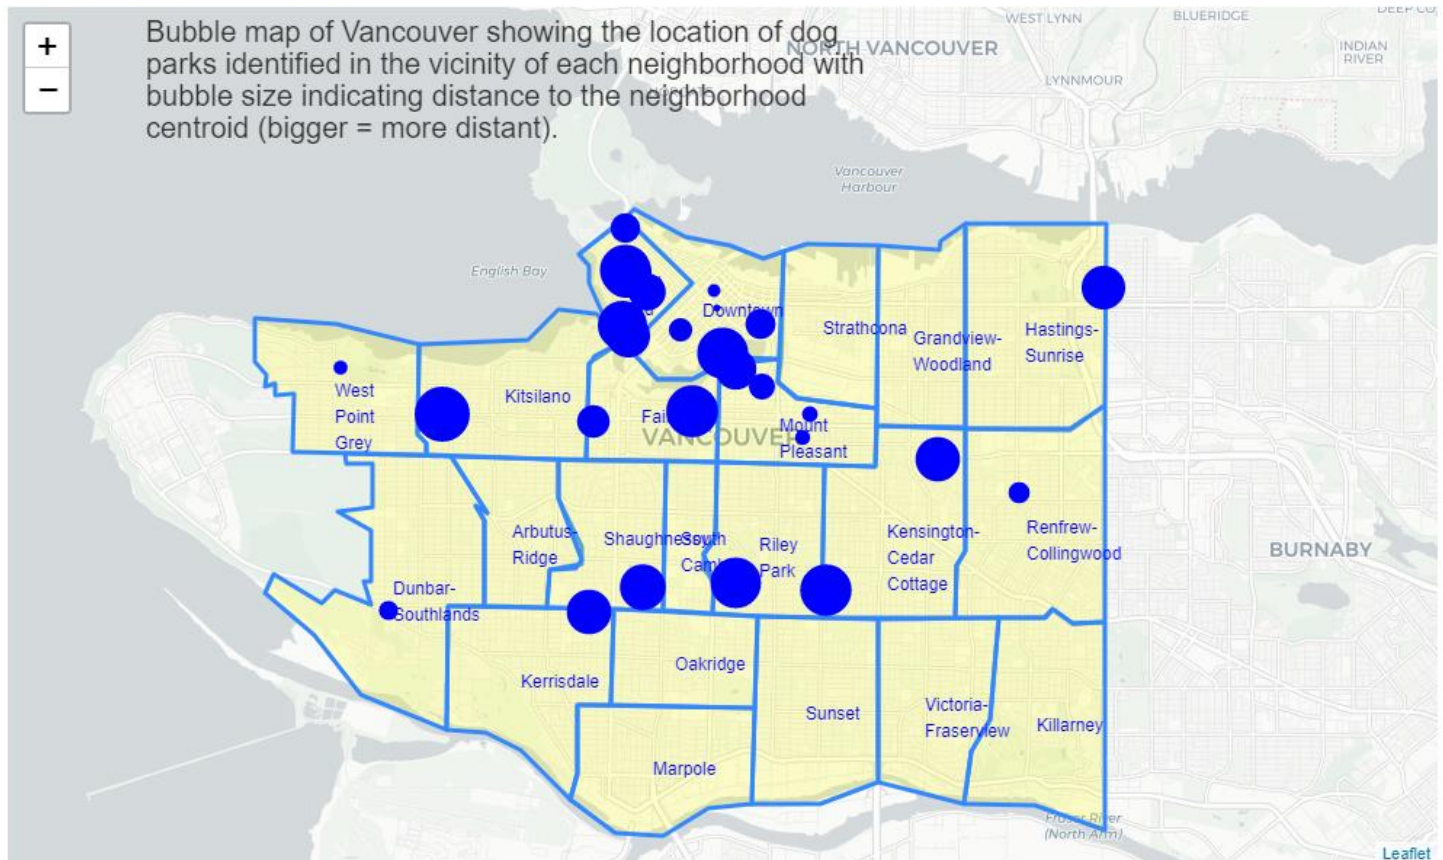 +
−
Bubble map of Vancouver showing the location of dog
parks identified in the vicinity of each neighborhood with
bubble size indicating distance to the neighborhood
centroid (bigger = more distant).
WEST LYNN
BLUERIDGE
NORTH VANCOUVER
INDIAN
RIVER
LYNNMOUR
Vancouver
Harbour
English Bay
Downtown
Strathcona
Grandview-
Woodland
Hastings-
Sunrise
West
Point
Grey
Kitsilano
VANCOUVER
Mount
Pleasant
Arbutus-
Ridge
Shaughnessy
South
Riley
Park
Kensington-
Cedar
Cottage
Renfrew-
Collingwood
BURNABY
Dunbar-
Southlands
Kerrisdale
Oakridge
Sunset
Victoria-
Fraserview
Killarney
Marpole
Fraser River
(North Arm)
Leaflet